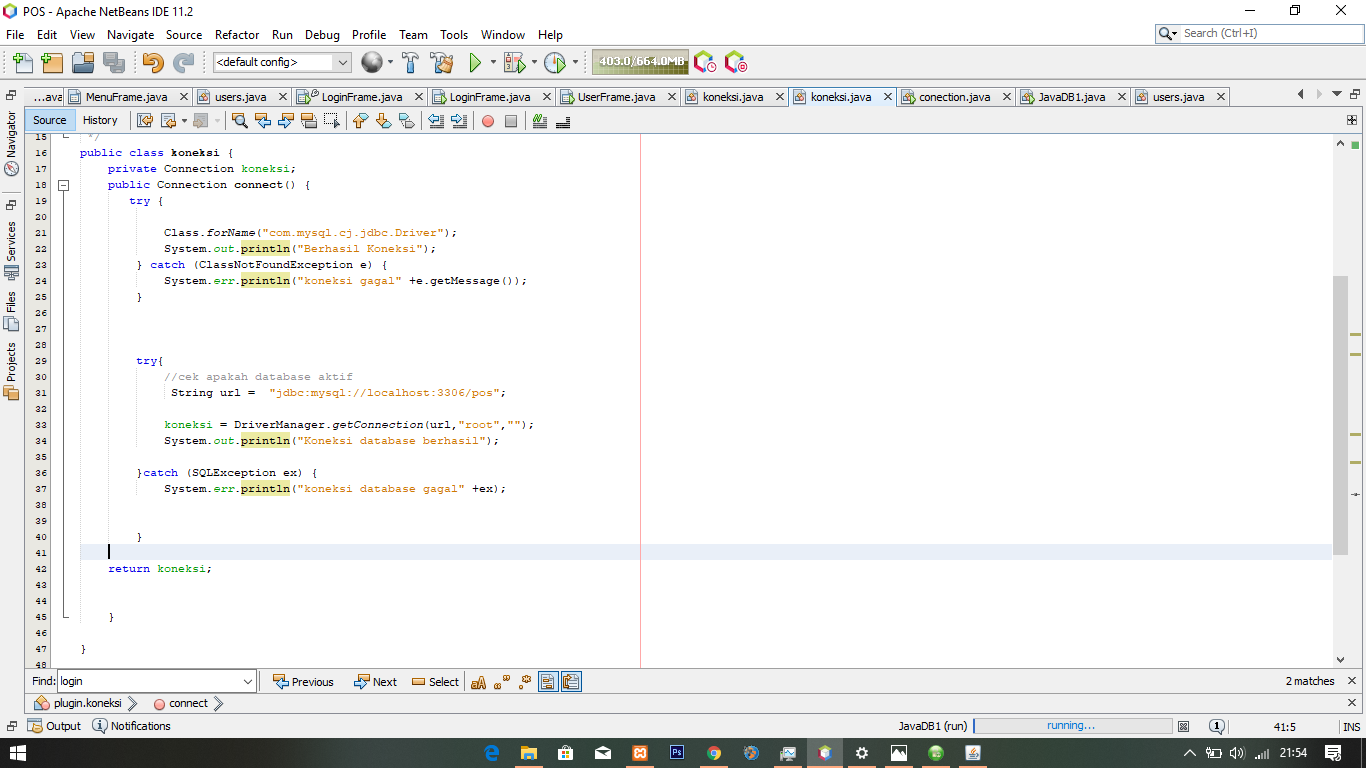 POS - Apache NetBeans IDE 11.2
File Edit View Navigate Source Refactor Run Debug Profile Team Tools Window Help
Search (Ctrl+I)
<default config>
403.0/664.0MB
...ava MenuFrame.java users.java LoginFrame.java LoginFrame.java UserFrame.java koneksi.java koneksi.java conection.java JavaDB1.java users.java
Source History
Navigator
Services
Files
Projects
15 */
16 public class koneksi {
17 private Connection koneksi;
18 public Connection connect() {
19 try {
20
21 Class.forName("com.mysql.cj.jdbc.Driver");
22 System.out.println("Berhasil Koneksi");
23 } catch (ClassNotFoundException e) {
24 System.err.println("koneksi gagal" +e.getMessage());
25 }
26
27
28
29 try{
30 //cek apakah database aktif
31 String url =  "jdbc:mysql://localhost:3306/pos";
32
33 koneksi = DriverManager.getConnection(url,"root","");
34 System.out.println("Koneksi database berhasil");
35
36 }catch (SQLException ex) {
37 System.err.println("koneksi database gagal" +ex);
38
39
40 }
41
42 return koneksi;
43
44
45 }
46
47 }
48
Find: login Previous Next Select aA 2 matches
plugin.koneksi connect
Output Notifications JavaDB1 (run) running... 41:5 INS
Ps 21:54